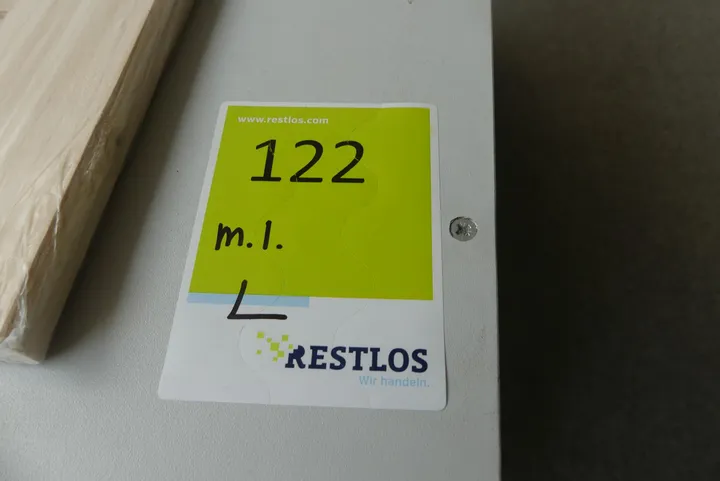 www.restlos.com
122
m.l.
L
RESTLOS
Wir handeln.